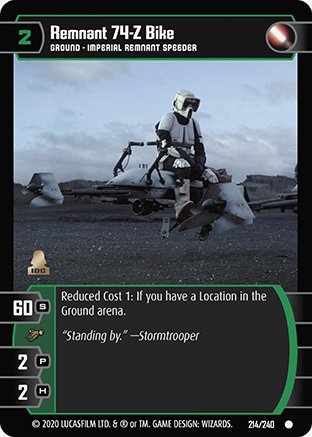 2
Remnant 74-Z Bike
GROUND - IMPERIAL REMNANT SPEEDER
IDC
60 S
Reduced Cost 1: If you have a Location in the
Ground arena.
“Standing by.” —Stormtrooper
2 P
2 H
© 2020 LUCASFILM LTD. & ® or TM. GAME DESIGN: WIZARDS.
214/240